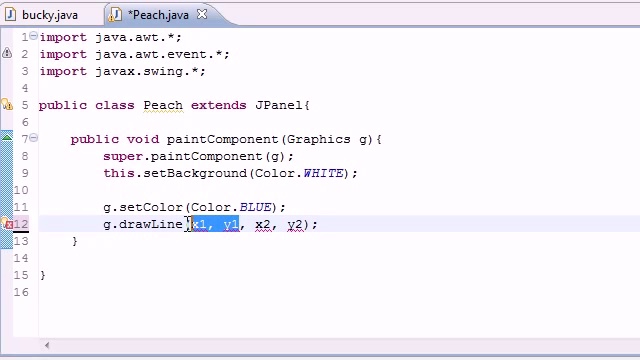 bucky.java *Peach.java
1 import java.awt.*;
2 import java.awt.event.*;
3 import javax.swing.*;
4
5 public class Peach extends JPanel{
6
7 public void paintComponent(Graphics g){
8 super.paintComponent(g);
9 this.setBackground(Color.WHITE);
10
11 g.setColor(Color.BLUE);
12 g.drawLine(x1, y1, x2, y2);
13 }
14
15 }
16